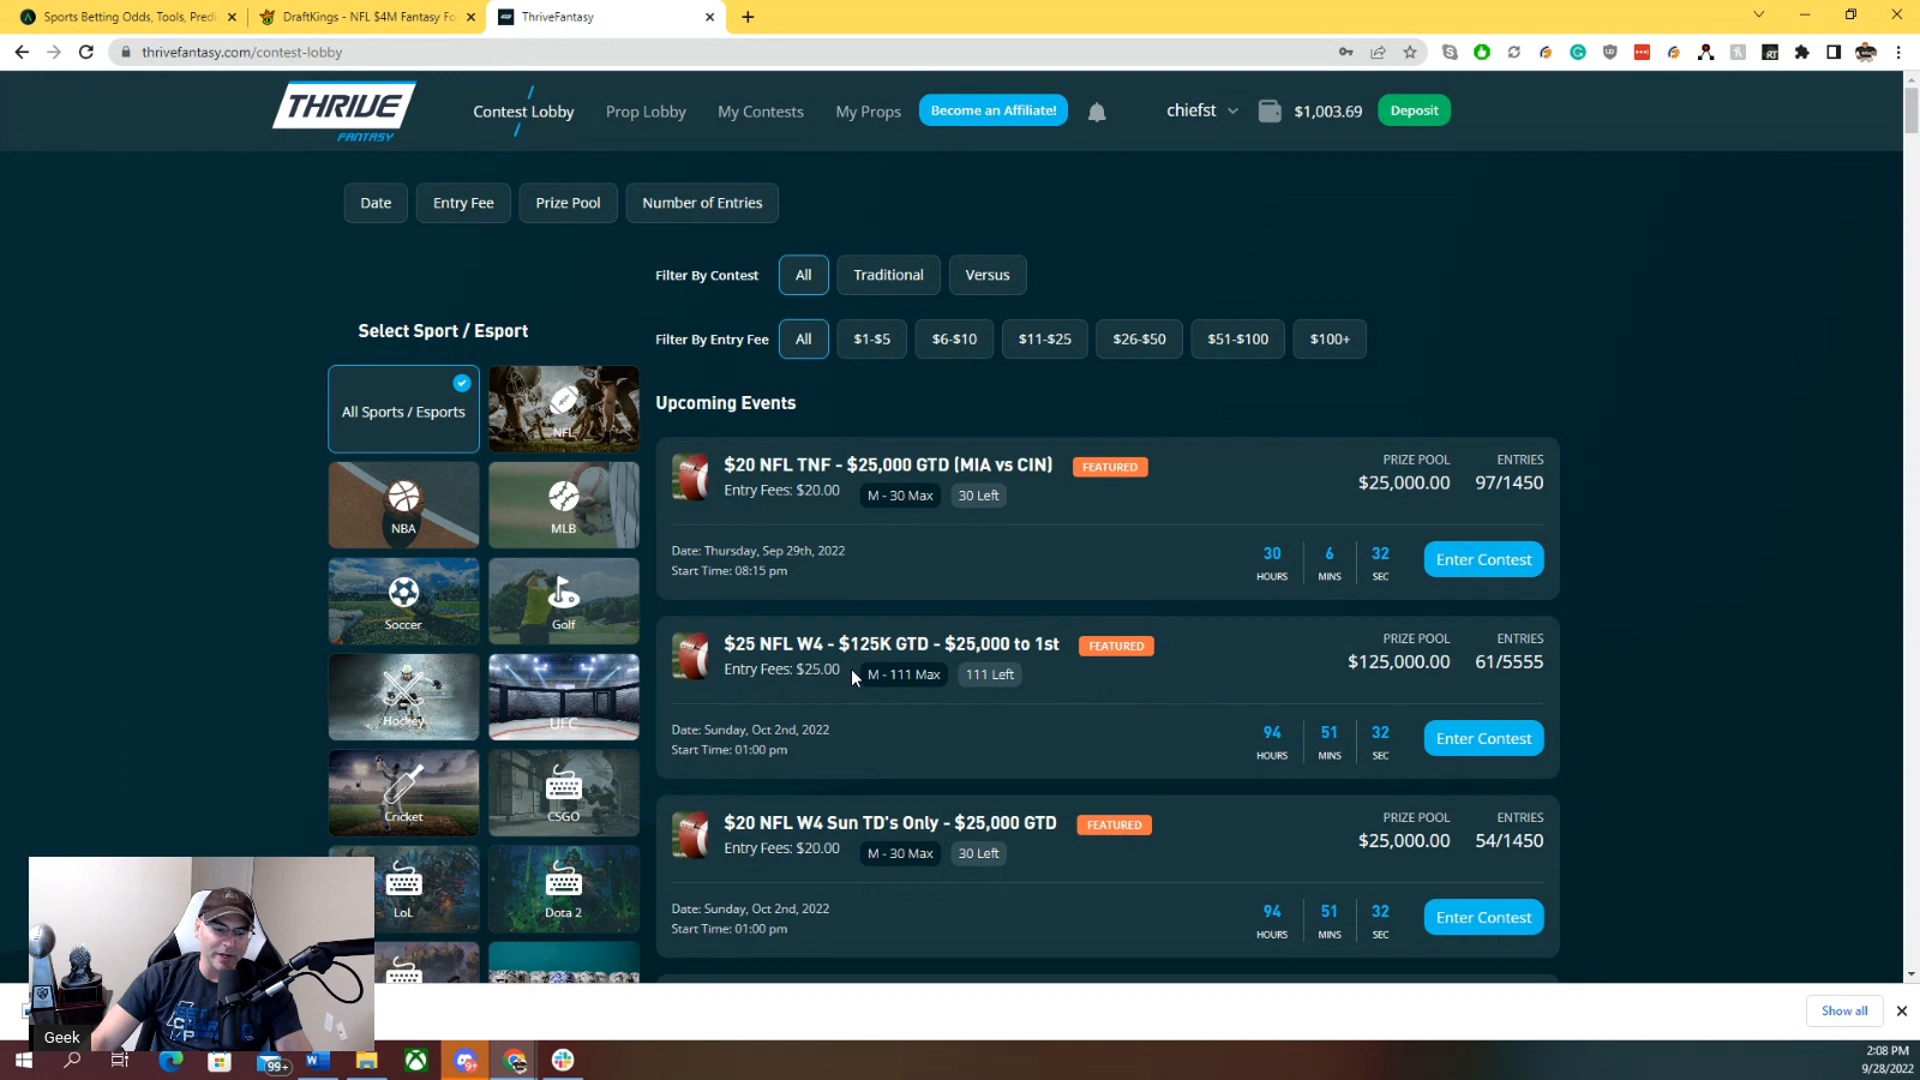 Sports Betting Odds, Tools, Predi
DraftKings - NFL $4M Fantasy Fo
ThriveFantasy
thrivefantasy.com/contest-lobby
THRIVE
FANTASY
Contest Lobby
Prop Lobby
My Contests
My Props
Become an Affiliate!
chiefst
$1,003.69
Deposit
Date
Entry Fee
Prize Pool
Number of Entries
Filter By Contest
All
Traditional
Versus
Select Sport / Esport
Filter By Entry Fee
All
$1-$5
$6-$10
$11-$25
$26-$50
$51-$100
$100+
All Sports / Esports
NFL
NBA
MLB
Soccer
Golf
Hockey
UFC
Cricket
CSGO
LoL
Dota 2
Upcoming Events
$20 NFL TNF - $25,000 GTD (MIA vs CIN)
FEATURED
Entry Fees: $20.00
M - 30 Max
30 Left
PRIZE POOL
$25,000.00
ENTRIES
97/1450
Date: Thursday, Sep 29th, 2022
Start Time: 08:15 pm
30
HOURS
6
MINS
32
SEC
Enter Contest
$25 NFL W4 - $125K GTD - $25,000 to 1st
FEATURED
Entry Fees: $25.00
M - 111 Max
111 Left
PRIZE POOL
$125,000.00
ENTRIES
61/5555
Date: Sunday, Oct 2nd, 2022
Start Time: 01:00 pm
94
HOURS
51
MINS
32
SEC
Enter Contest
$20 NFL W4 Sun TD's Only - $25,000 GTD
FEATURED
Entry Fees: $20.00
M - 30 Max
30 Left
PRIZE POOL
$25,000.00
ENTRIES
54/1450
Date: Sunday, Oct 2nd, 2022
Start Time: 01:00 pm
94
HOURS
51
MINS
32
SEC
Enter Contest
Geek
Show all
99+
2:08 PM
9/28/2022